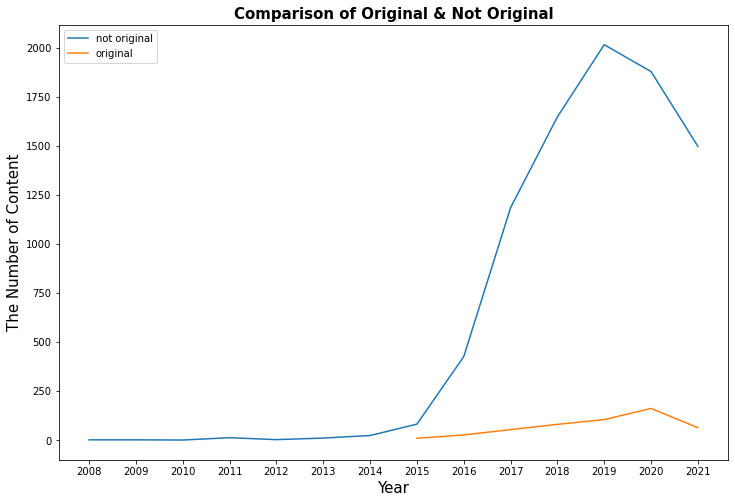 Comparison of Original & Not Original
not original
original
2000
1750
1500
1250
1000
750
500
250
0
The Number of Content
2008 2009 2010 2011 2012 2013 2014 2015 2016 2017 2018 2019 2020 2021
Year